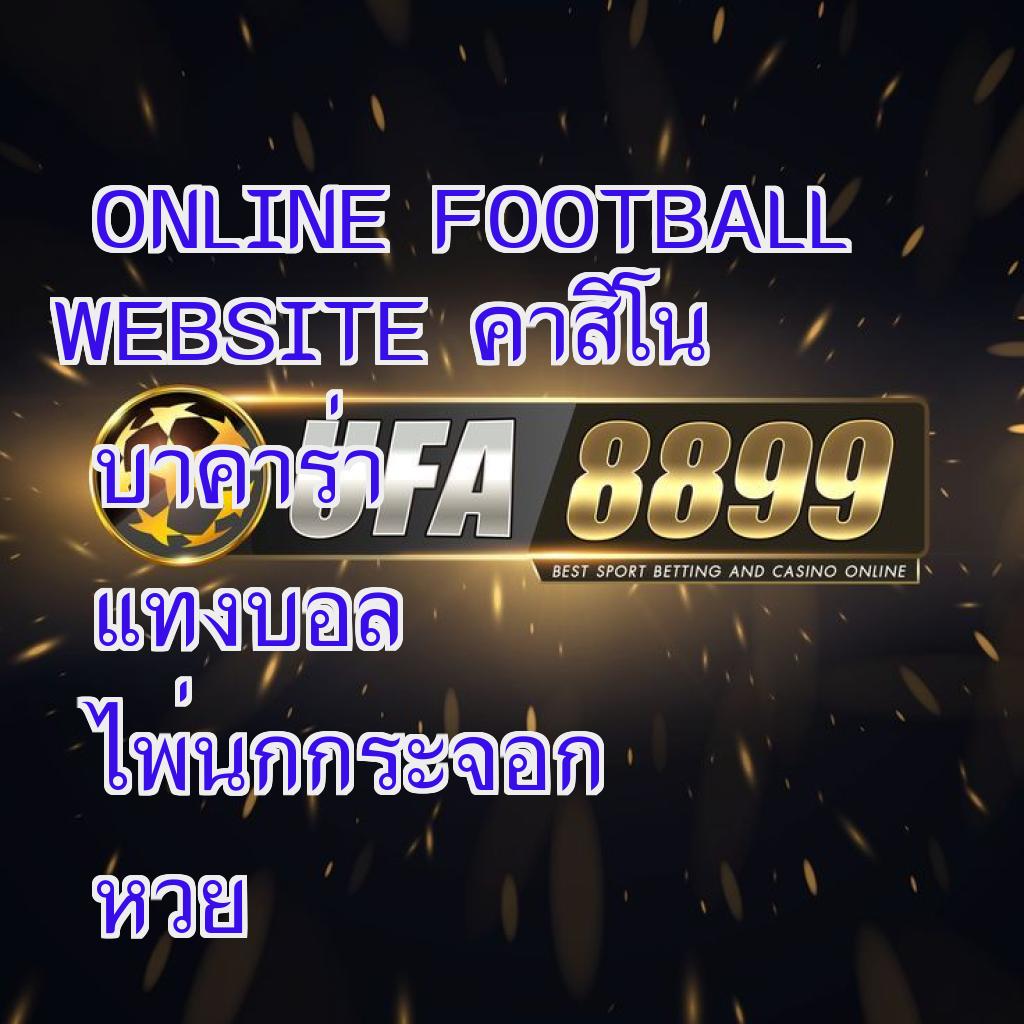 ONLINE FOOTBALL
WEBSITE คาสิโน
บาคาร่า
UFA 8899
BEST SPORT BETTING AND CASINO ONLINE
แทงบอล
ไพ่นกกระจอก
หวย